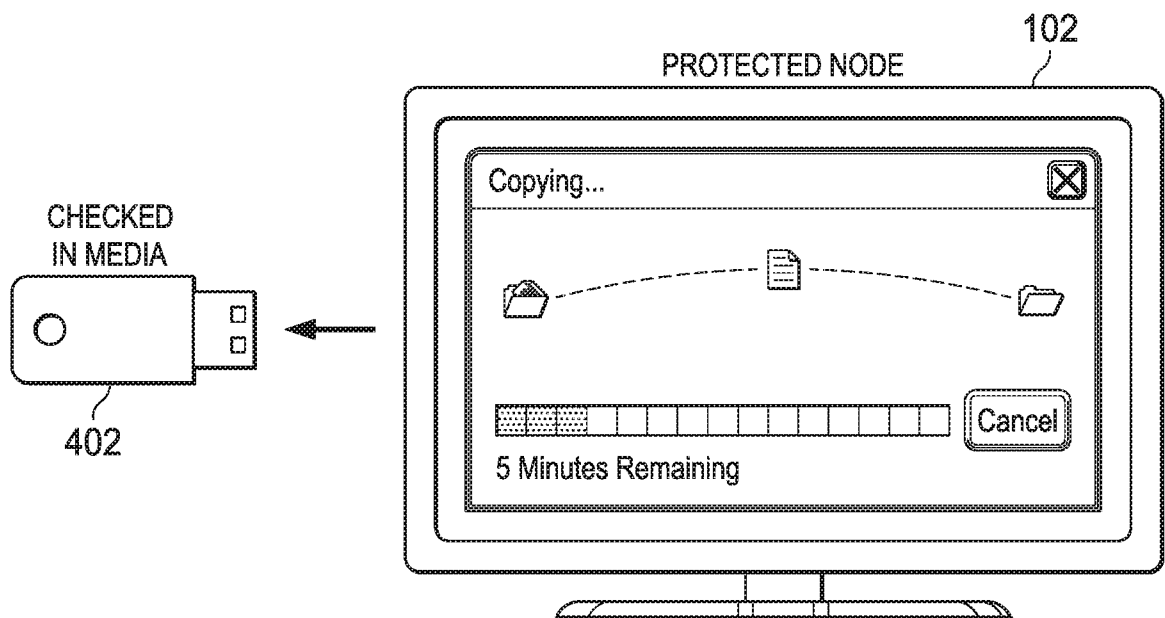 102
PROTECTED NODE
Copying...
CHECKED
IN MEDIA
402
Cancel
5 Minutes Remaining